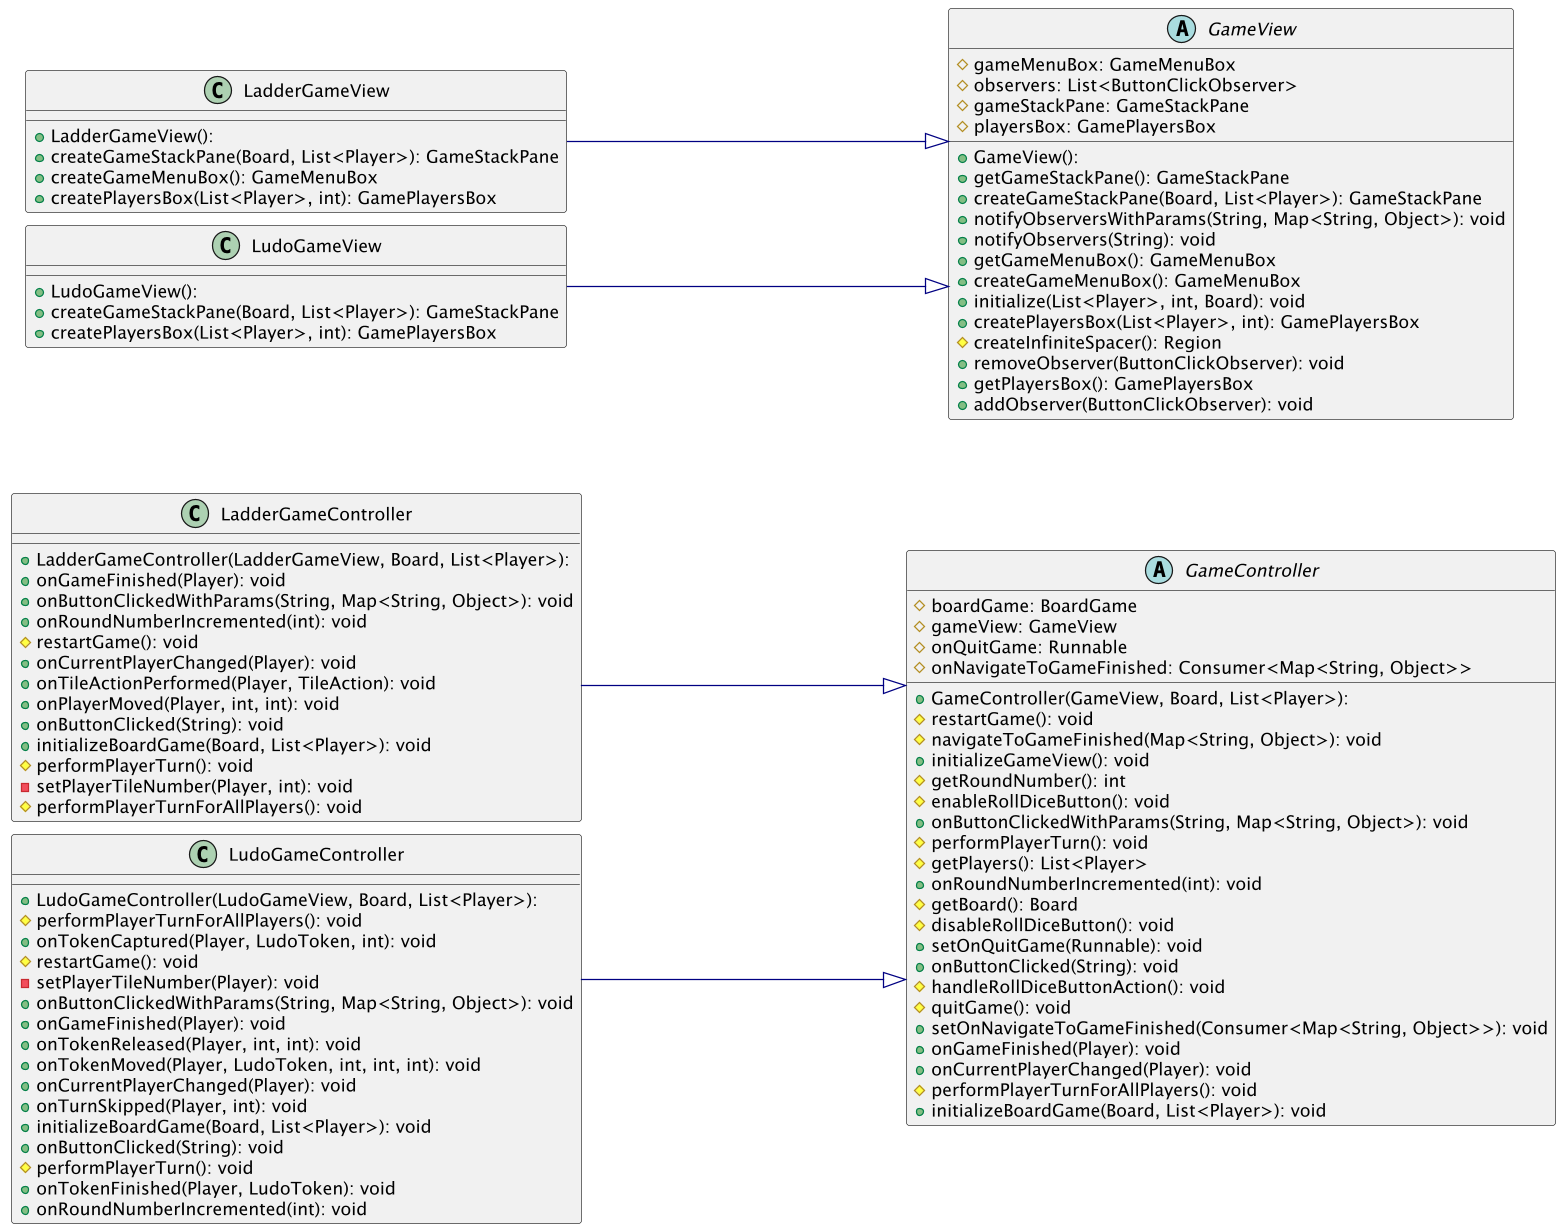 C LadderGameView
LadderGameView():
createGameStackPane(Board, List<Player>): GameStackPane
createGameMenuBox(): GameMenuBox
createPlayersBox(List<Player>, int): GamePlayersBox
C LudoGameView
LudoGameView():
createGameStackPane(Board, List<Player>): GameStackPane
createPlayersBox(List<Player>, int): GamePlayersBox
A GameView
gameMenuBox: GameMenuBox
observers: List<ButtonClickObserver>
gameStackPane: GameStackPane
playersBox: GamePlayersBox
GameView():
getGameStackPane(): GameStackPane
createGameStackPane(Board, List<Player>): GameStackPane
notifyObserversWithParams(String, Map<String, Object>): void
notifyObservers(String): void
getGameMenuBox(): GameMenuBox
createGameMenuBox(): GameMenuBox
initialize(List<Player>, int, Board): void
createPlayersBox(List<Player>, int): GamePlayersBox
createInfiniteSpacer(): Region
removeObserver(ButtonClickObserver): void
getPlayersBox(): GamePlayersBox
addObserver(ButtonClickObserver): void
C LadderGameController
LadderGameController(LadderGameView, Board, List<Player>):
onGameFinished(Player): void
onButtonClickedWithParams(String, Map<String, Object>): void
onRoundNumberIncremented(int): void
restartGame(): void
onCurrentPlayerChanged(Player): void
onTileActionPerformed(Player, TileAction): void
onPlayerMoved(Player, int, int): void
onButtonClicked(String): void
initializeBoardGame(Board, List<Player>): void
performPlayerTurn(): void
setPlayerTileNumber(Player, int): void
performPlayerTurnForAllPlayers(): void
C LudoGameController
LudoGameController(LudoGameView, Board, List<Player>):
performPlayerTurnForAllPlayers(): void
onTokenCaptured(Player, LudoToken, int): void
restartGame(): void
setPlayerTileNumber(Player): void
onButtonClickedWithParams(String, Map<String, Object>): void
onGameFinished(Player): void
onTokenReleased(Player, int, int): void
onTokenMoved(Player, LudoToken, int, int, int): void
onCurrentPlayerChanged(Player): void
onTurnSkipped(Player, int): void
initializeBoardGame(Board, List<Player>): void
onButtonClicked(String): void
performPlayerTurn(): void
onTokenFinished(Player, LudoToken): void
onRoundNumberIncremented(int): void
A GameController
boardGame: BoardGame
gameView: GameView
onQuitGame: Runnable
onNavigateToGameFinished: Consumer<Map<String, Object>>
GameController(GameView, Board, List<Player>):
restartGame(): void
navigateToGameFinished(Map<String, Object>): void
initializeGameView(): void
getRoundNumber(): int
enableRollDiceButton(): void
onButtonClickedWithParams(String, Map<String, Object>): void
performPlayerTurn(): void
getPlayers(): List<Player>
onRoundNumberIncremented(int): void
getBoard(): Board
disableRollDiceButton(): void
setOnQuitGame(Runnable): void
onButtonClicked(String): void
handleRollDiceButtonAction(): void
quitGame(): void
setOnNavigateToGameFinished(Consumer<Map<String, Object>>): void
onGameFinished(Player): void
onCurrentPlayerChanged(Player): void
performPlayerTurnForAllPlayers(): void
initializeBoardGame(Board, List<Player>): void